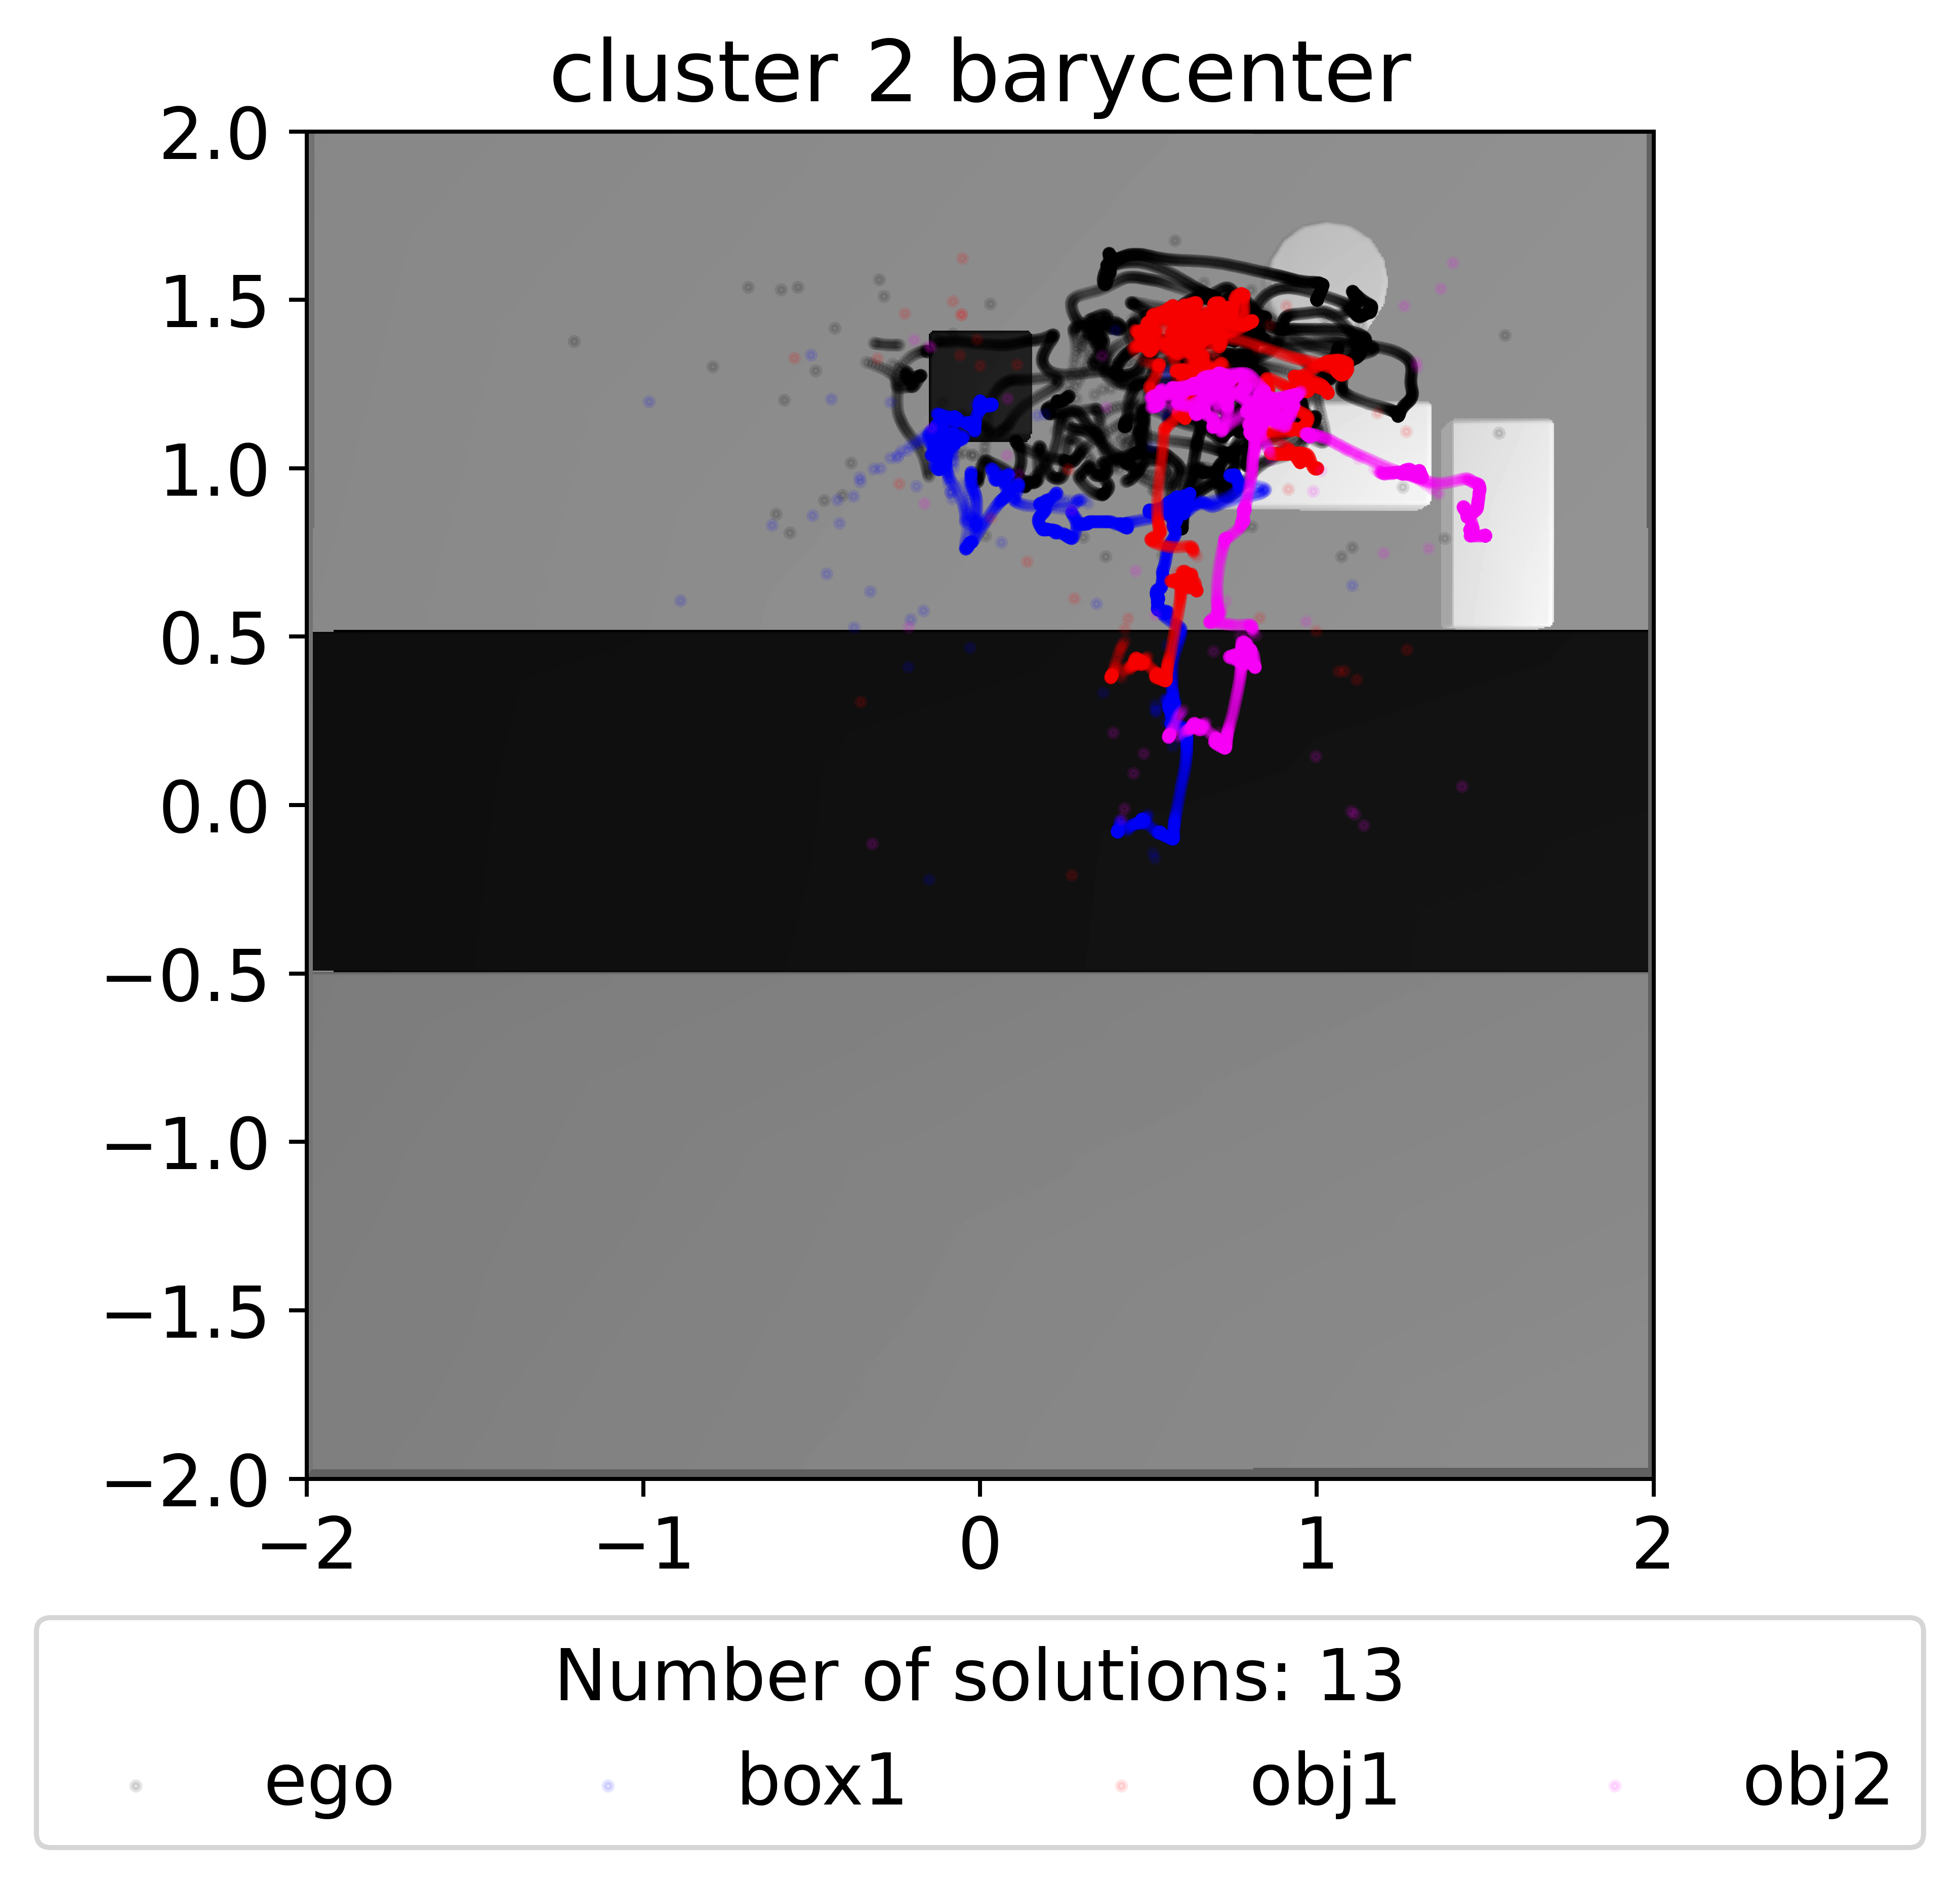 cluster 2 barycenter
2.0
1.5
1.0
0.5
0.0
−0.5
−1.0
−1.5
−2.0
−2 −1 0 1 2
Number of solutions: 13
ego box1 obj1 obj2